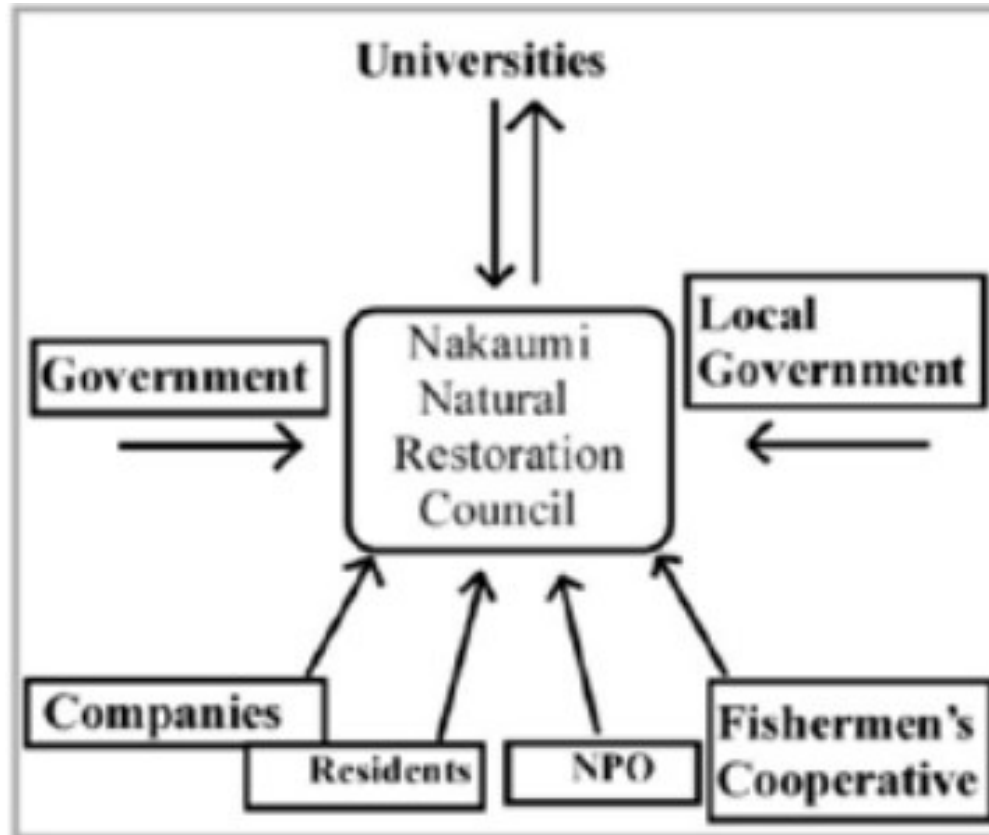 Universities
Government
Nakaumi
Natural
Restoration
Council
Local
Government
Companies
Residents
NPO
Fishermen's
Cooperative